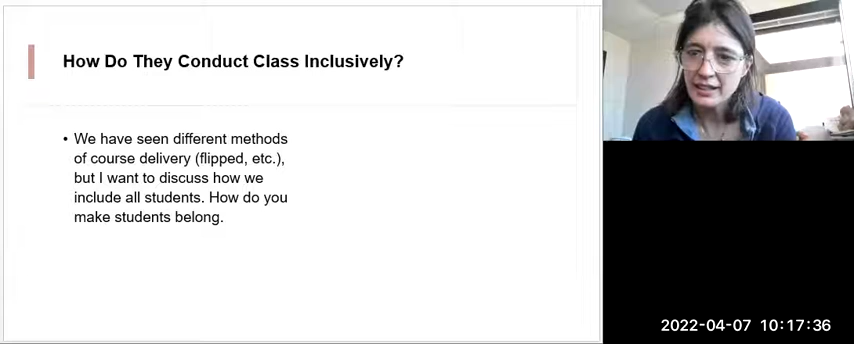 How Do They Conduct Class Inclusively?
• We have seen different methods
of course delivery (flipped, etc.),
but I want to discuss how we
include all students. How do you
make students belong.
2022-04-07 10:17:36